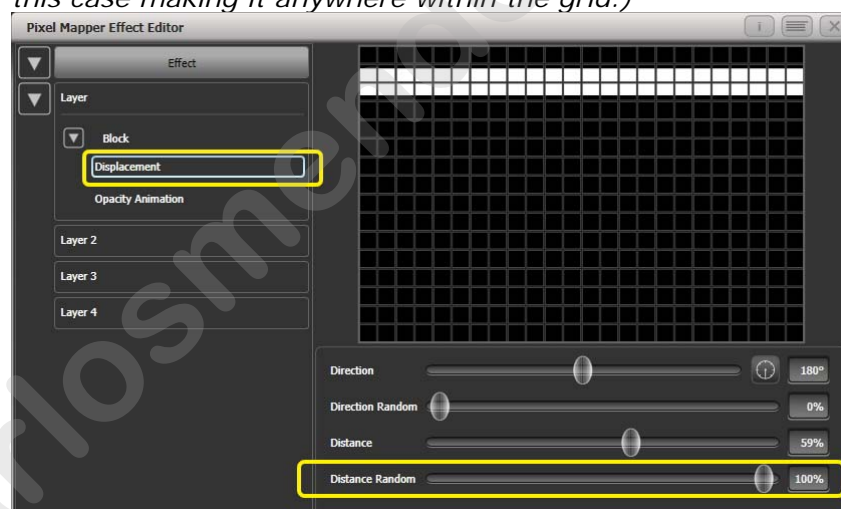 this case making it anywhere within the grid.)
Pixel Mapper Effect Editor
i
Effect
Layer
Block
Displacement
Opacity Animation
Layer 2
Layer 3
Layer 4
Direction 180°
Direction Random 0%
Distance 59%
Distance Random 100%
rlosmenda